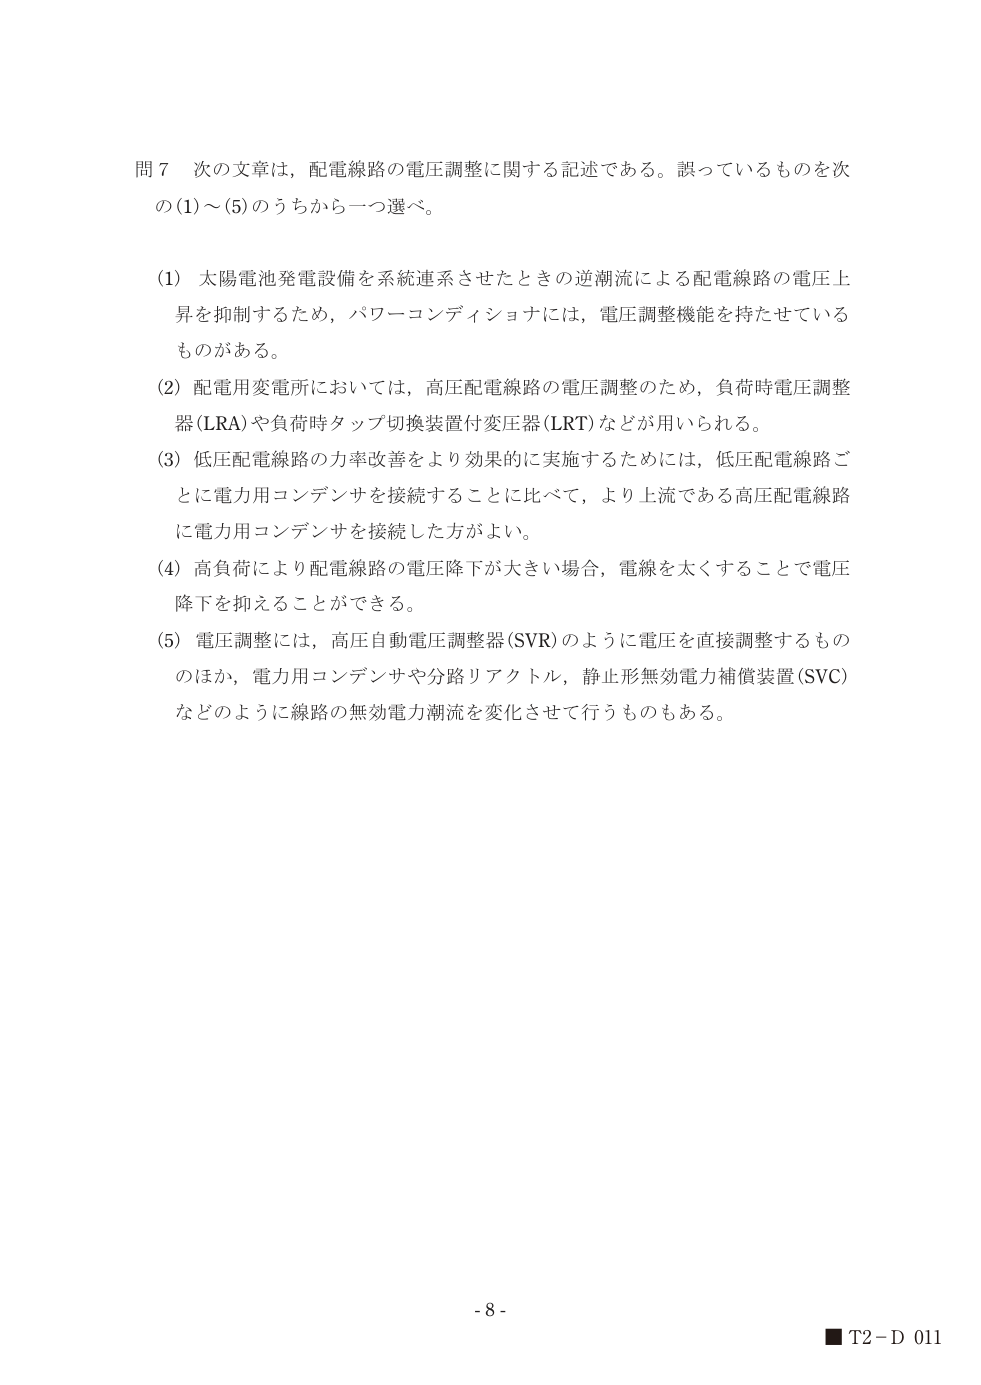 問７　次の文章は，配電線路の電圧調整に関する記述である。誤っているものを次
の(1)～(5)のうちから一つ選べ。
(1)　太陽電池発電設備を系統連系させたときの逆潮流による配電線路の電圧上
昇を抑制するため，パワーコンディショナには，電圧調整機能を持たせている
ものがある。
(2)　配電用変電所においては，高圧配電線路の電圧調整のため，負荷時電圧調整
器(LRA)や負荷時タップ切換装置付変圧器(LRT)などが用いられる。
(3)　低圧配電線路の力率改善をより効果的に実施するためには，低圧配電線路ご
とに電力用コンデンサを接続することに比べて，より上流である高圧配電線路
に電力用コンデンサを接続した方がよい。
(4)　高負荷により配電線路の電圧降下が大きい場合，電線を太くすることで電圧
降下を抑えることができる。
(5)　電圧調整には，高圧自動電圧調整器(SVR)のように電圧を直接調整するもの
のほか，電力用コンデンサや分路リアクトル，静止形無効電力補償装置(SVC)
などのように線路の無効電力潮流を変化させて行うものもある。
- 8 -
■ T2－D 011